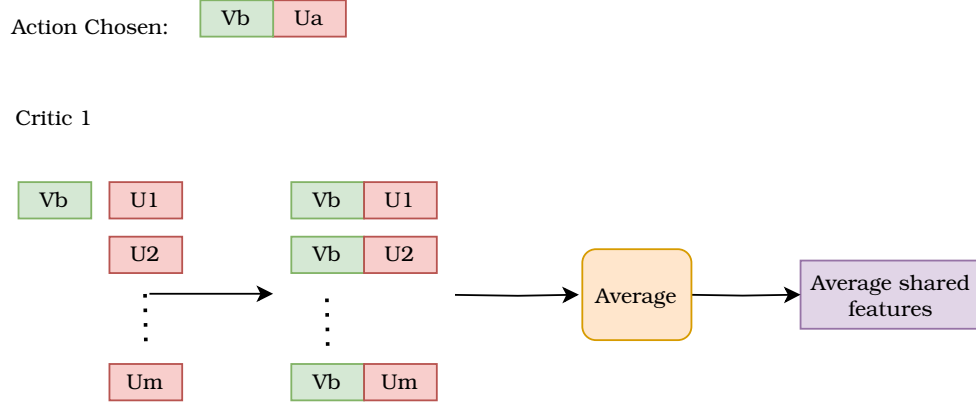 Action Chosen: Vb Ua
Critic 1
Vb U1 Vb U1
U2 Vb U2
Average
Average shared
features
Um Vb Um